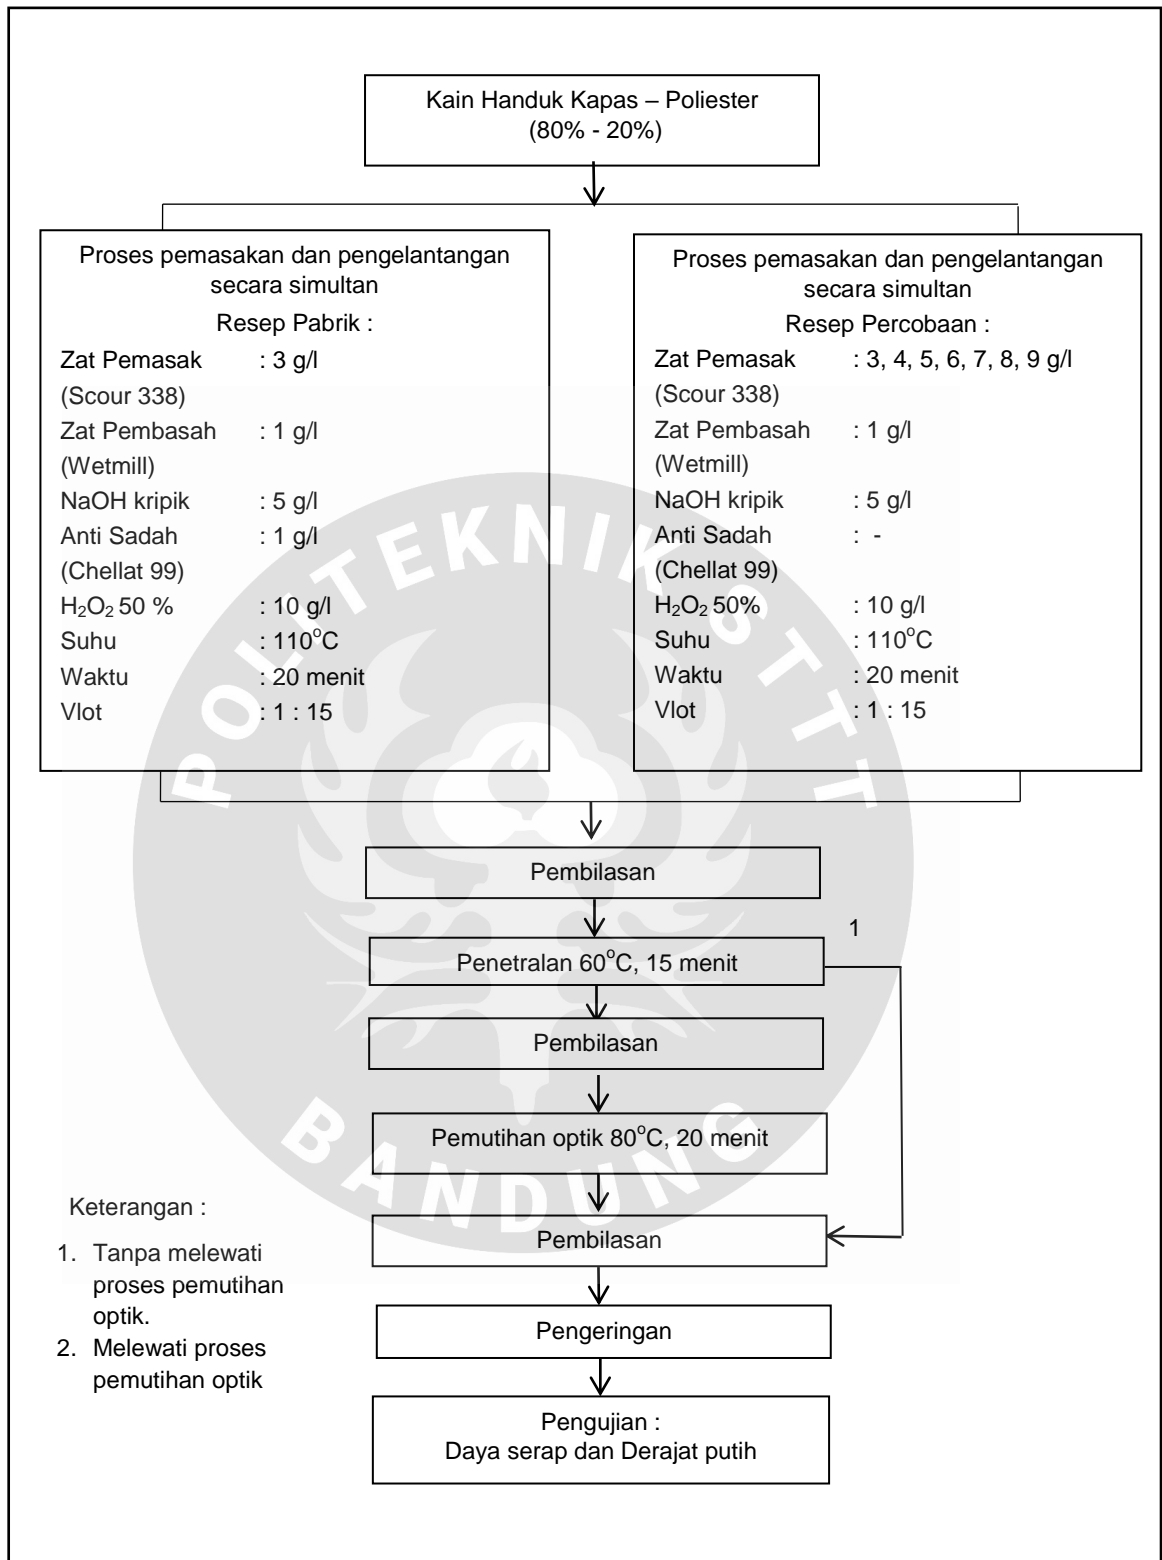 Kain Handuk Kapas – Poliester
(80% - 20%)
Proses pemasakan dan pengelantangan
secara simultan
Resep Pabrik :
Zat Pemasak : 3 g/l
(Scour 338)
Zat Pembasah : 1 g/l
(Wetmill)
NaOH kripik : 5 g/l
Anti Sadah : 1 g/l
(Chellat 99)
H₂O₂ 50 % : 10 g/l
Suhu : 110°C
Waktu : 20 menit
Vlot : 1 : 15
Proses pemasakan dan pengelantangan
secara simultan
Resep Percobaan :
Zat Pemasak : 3, 4, 5, 6, 7, 8, 9 g/l
(Scour 338)
Zat Pembasah : 1 g/l
(Wetmill)
NaOH kripik : 5 g/l
Anti Sadah : -
(Chellat 99)
H₂O₂ 50% : 10 g/l
Suhu : 110°C
Waktu : 20 menit
Vlot : 1 : 15
Pembilasan
1
Penetralan 60°C, 15 menit
Pembilasan
Pemutihan optik 80°C, 20 menit
Pembilasan
Pengeringan
Pengujian :
Daya serap dan Derajat putih
Keterangan :
1. Tanpa melewati
proses pemutihan
optik.
2. Melewati proses
pemutihan optik
POLITEKNIK STTT
BANDUNG